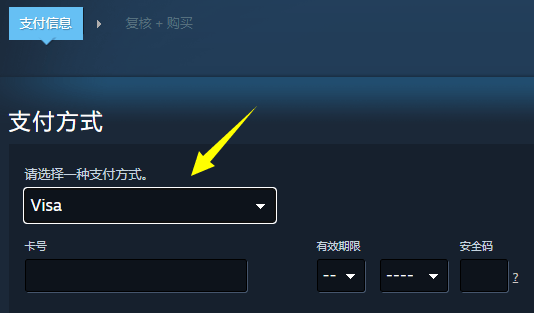 支付信息 复核 + 购买
支付方式
请选择一种支付方式。
Visa
卡号 有效期限 安全码
-- ---- ?